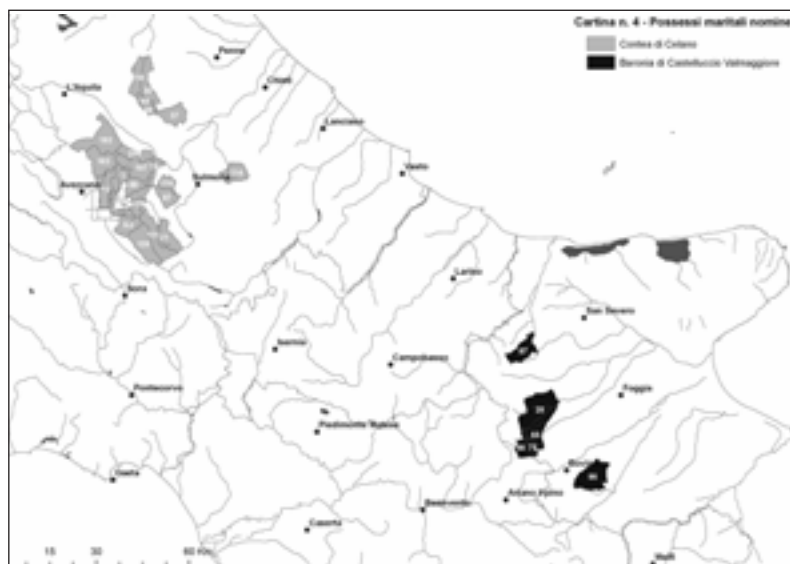 Cartina n. 4 - Possessi maritali nomine
Contea di Celano
Baronia di Castelluccio Valmaggiore
Penne
L'Aquila
Chieti
Lanciano
Vasto
Avezzano
Sulmona
Larino
Sora
San Severo
Isernia
Campobasso
Pontecorvo
Foggia
Piedimonte Matese
Bovino
Gaeta
Ariano Irpino
Benevento
Caserta
Melfi
15 30 60 Km